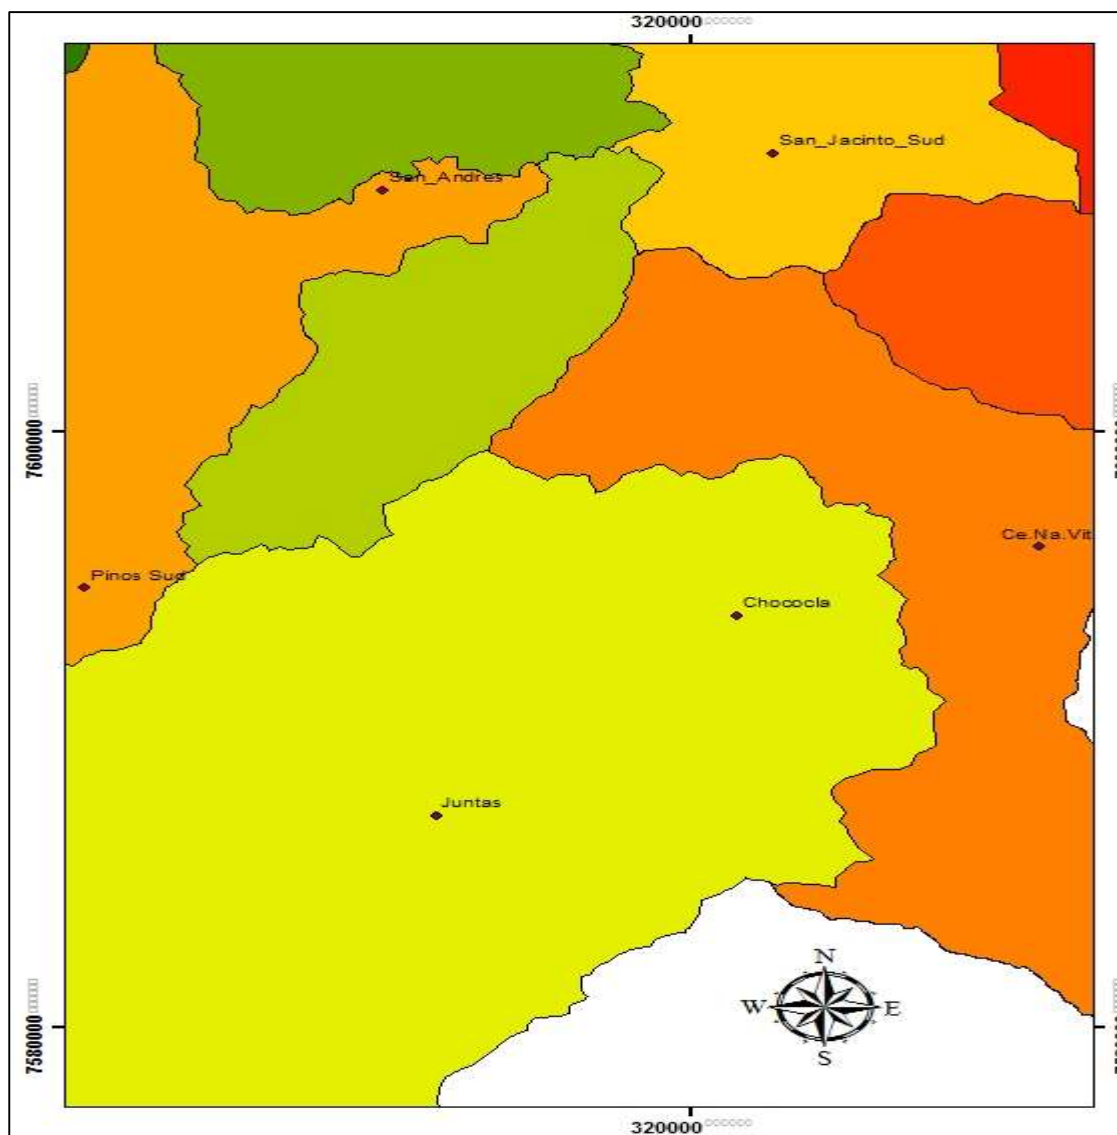 320000
San_Jacinto_Sud
San_Andres
7600000
Ce.Na.Vit
Pinos Sud
Chococla
Juntas
N
W E
S
7580000
320000